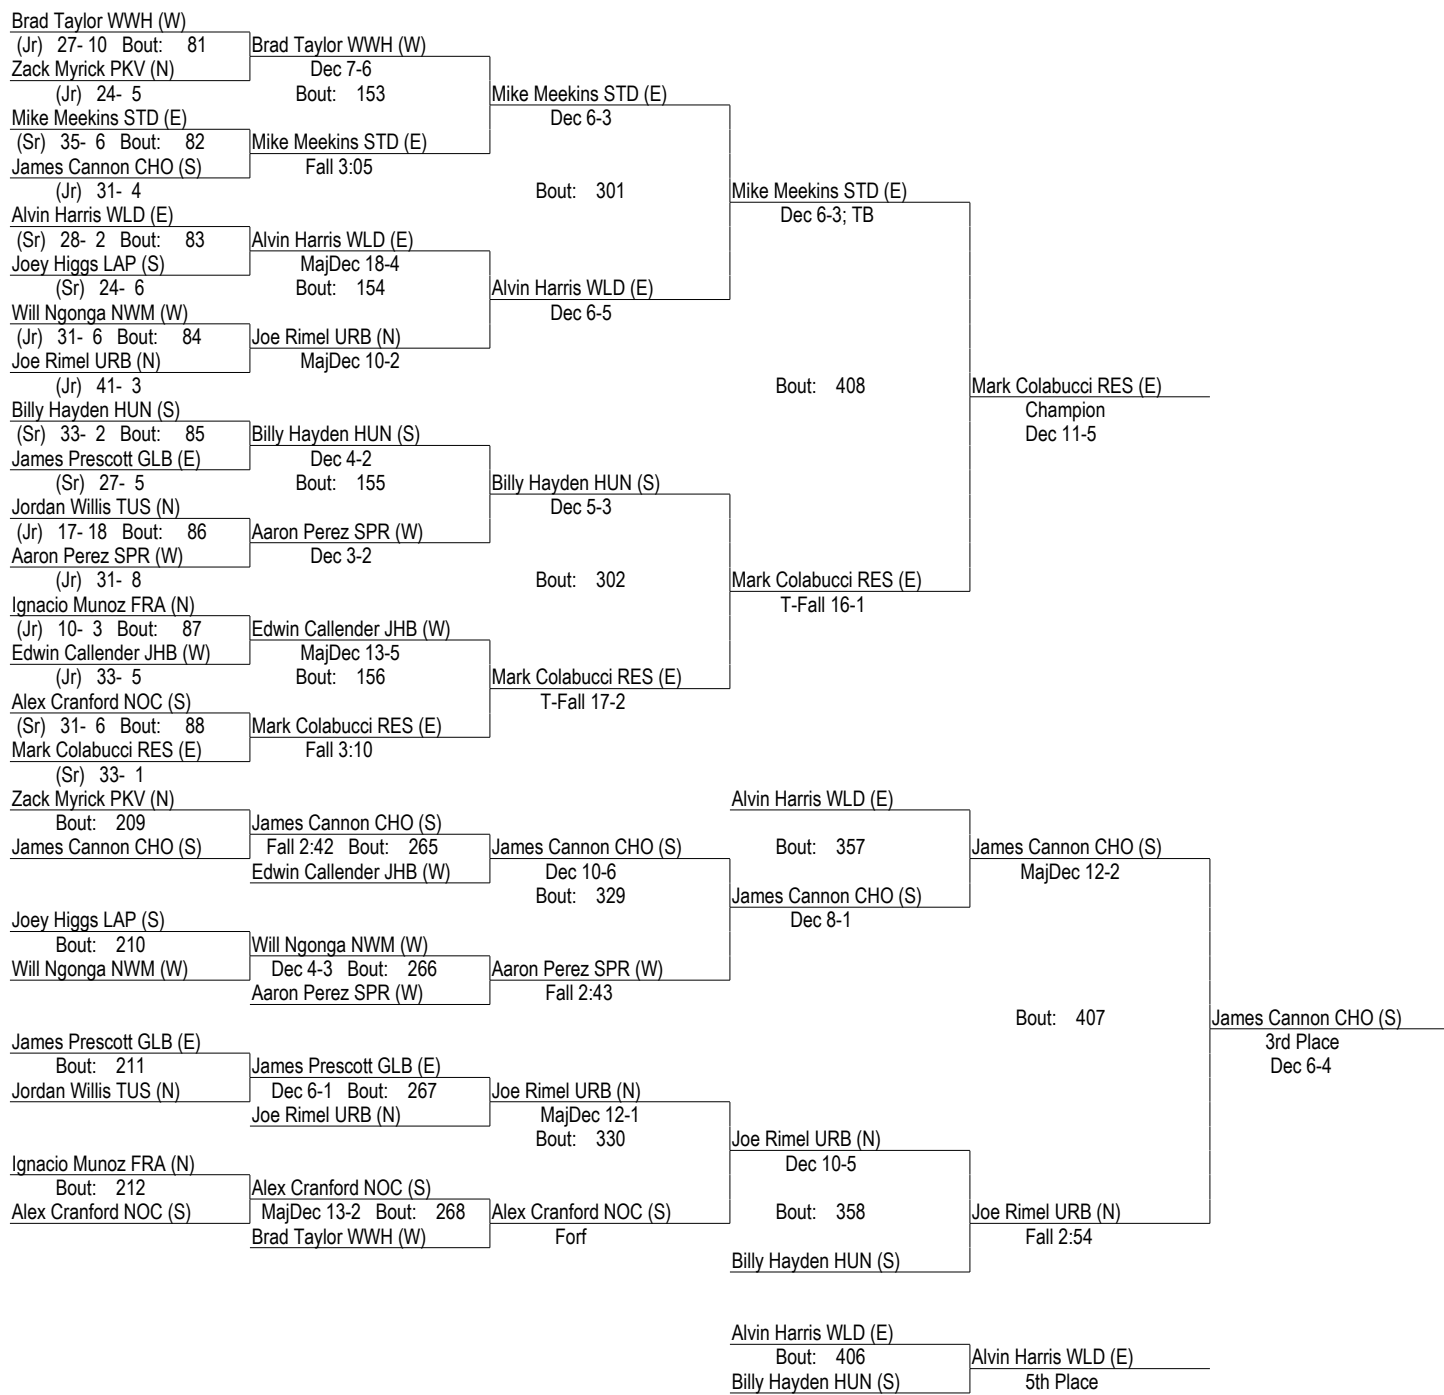 Brad Taylor WWH (W)
(Jr) 27- 10 Bout: 81 Brad Taylor WWH (W)
Zack Myrick PKV (N) Dec 7-6
(Jr) 24- 5 Bout: 153 Mike Meekins STD (E)
Mike Meekins STD (E) Dec 6-3
(Sr) 35- 6 Bout: 82 Mike Meekins STD (E)
James Cannon CHO (S) Fall 3:05
(Jr) 31- 4 Bout: 301 Mike Meekins STD (E)
Alvin Harris WLD (E) Dec 6-3; TB
(Sr) 28- 2 Bout: 83 Alvin Harris WLD (E)
Joey Higgs LAP (S) MajDec 18-4
(Sr) 24- 6 Bout: 154 Alvin Harris WLD (E)
Will Ngonga NWM (W) Dec 6-5
(Jr) 31- 6 Bout: 84 Joe Rimel URB (N)
Joe Rimel URB (N) MajDec 10-2
(Jr) 41- 3 Bout: 408 Mark Colabucci RES (E)
Billy Hayden HUN (S) Champion
(Sr) 33- 2 Bout: 85 Billy Hayden HUN (S) Dec 11-5
James Prescott GLB (E) Dec 4-2
(Sr) 27- 5 Bout: 155 Billy Hayden HUN (S)
Jordan Willis TUS (N) Dec 5-3
(Jr) 17- 18 Bout: 86 Aaron Perez SPR (W)
Aaron Perez SPR (W) Dec 3-2
(Jr) 31- 8 Bout: 302 Mark Colabucci RES (E)
Ignacio Munoz FRA (N) T-Fall 16-1
(Jr) 10- 3 Bout: 87 Edwin Callender JHB (W)
Edwin Callender JHB (W) MajDec 13-5
(Jr) 33- 5 Bout: 156 Mark Colabucci RES (E)
Alex Cranford NOC (S) T-Fall 17-2
(Sr) 31- 6 Bout: 88 Mark Colabucci RES (E)
Mark Colabucci RES (E) Fall 3:10
(Sr) 33- 1
Zack Myrick PKV (N) Alvin Harris WLD (E)
Bout: 209 James Cannon CHO (S)
James Cannon CHO (S) Fall 2:42 Bout: 265 James Cannon CHO (S) Bout: 357 James Cannon CHO (S)
Edwin Callender JHB (W) Dec 10-6 MajDec 12-2
Bout: 329 James Cannon CHO (S)
Joey Higgs LAP (S) Dec 8-1
Bout: 210 Will Ngonga NWM (W)
Will Ngonga NWM (W) Dec 4-3 Bout: 266 Aaron Perez SPR (W)
Aaron Perez SPR (W) Fall 2:43
Bout: 407 James Cannon CHO (S)
James Prescott GLB (E) 3rd Place
Bout: 211 James Prescott GLB (E) Dec 6-4
Jordan Willis TUS (N) Dec 6-1 Bout: 267 Joe Rimel URB (N)
Joe Rimel URB (N) MajDec 12-1
Bout: 330 Joe Rimel URB (N)
Ignacio Munoz FRA (N) Dec 10-5
Bout: 212 Alex Cranford NOC (S)
Alex Cranford NOC (S) MajDec 13-2 Bout: 268 Alex Cranford NOC (S) Bout: 358 Joe Rimel URB (N)
Brad Taylor WWH (W) Forf Fall 2:54
Billy Hayden HUN (S)
Alvin Harris WLD (E)
Bout: 406 Alvin Harris WLD (E)
Billy Hayden HUN (S) 5th Place